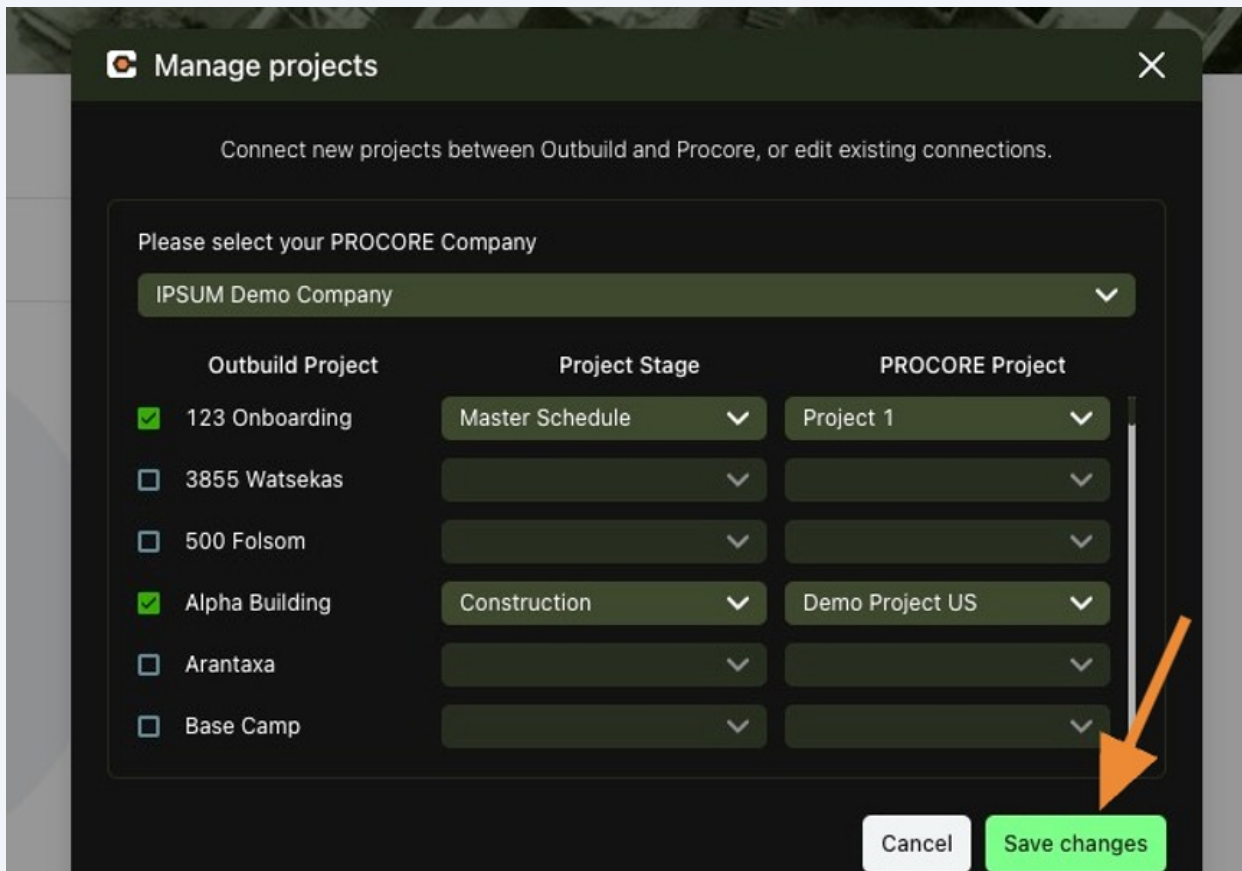 Manage projects
Connect new projects between Outbuild and Procore, or edit existing connections.
Please select your PROCORE Company
IPSUM Demo Company
Outbuild Project Project Stage PROCORE Project
123 Onboarding Master Schedule Project 1
3855 Watsekas
500 Folsom
Alpha Building Construction Demo Project US
Arantaxa
Base Camp
Cancel Save changes